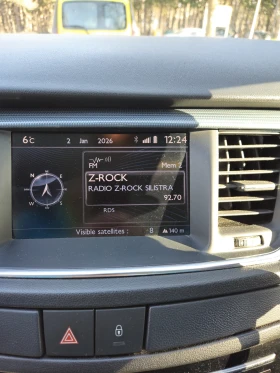 6°C 2 Jan 2026 12:24
FM Mem 2
Z-ROCK
RADIO Z-ROCK SILISTRA
92.70
RDS
N
W E
S
Visible satellites : 8 140 m